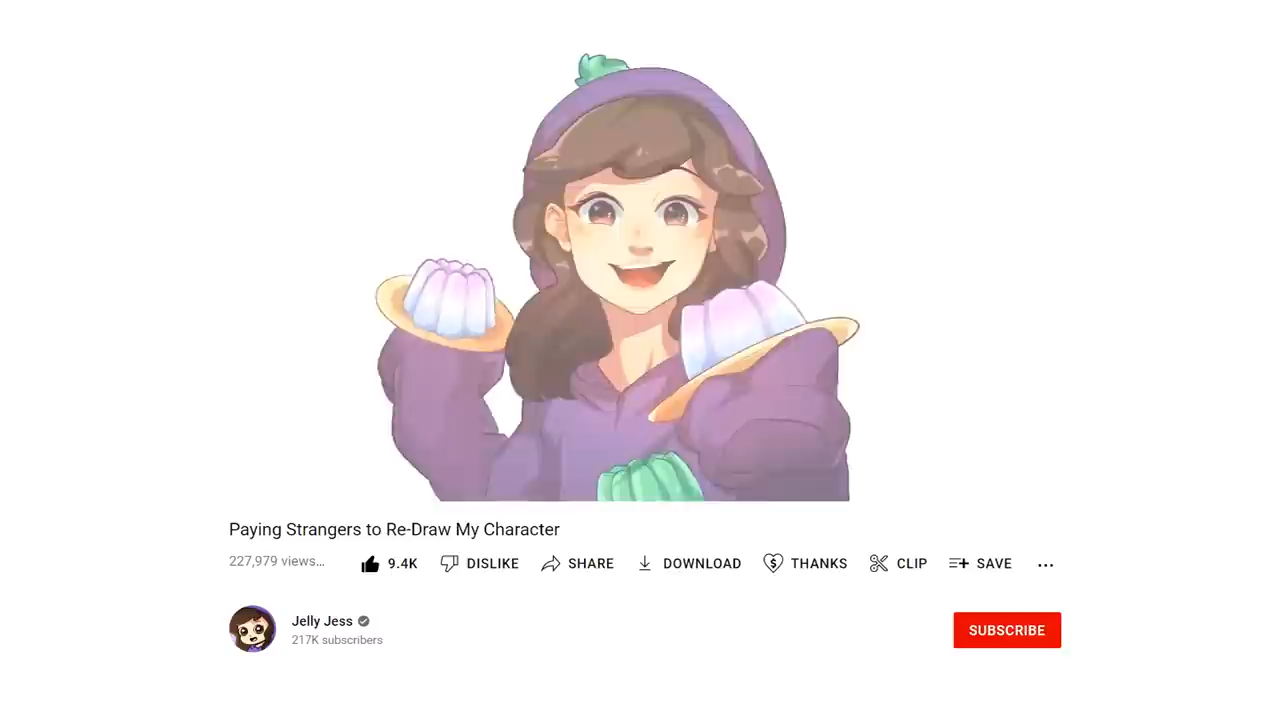 Paying Strangers to Re-Draw My Character
227,979 views... 9.4K DISLIKE SHARE DOWNLOAD THANKS CLIP SAVE ...
Jelly Jess
217K subscribers
SUBSCRIBE